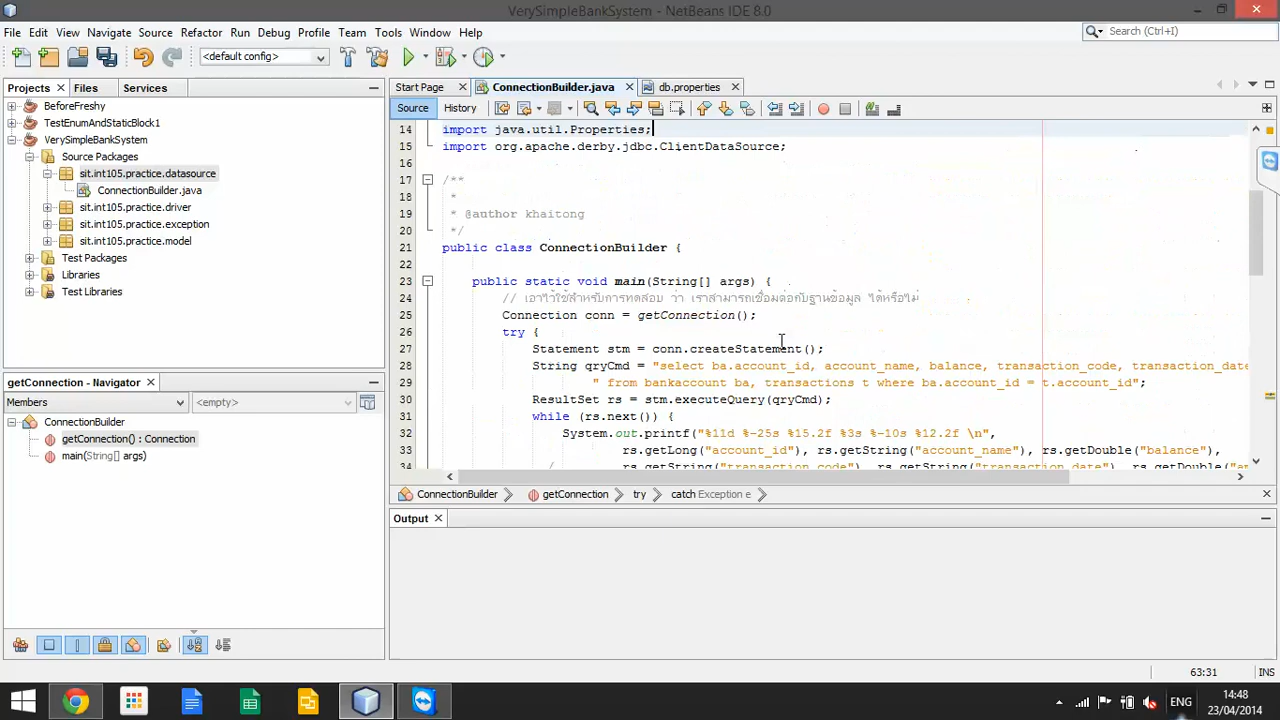 VerySimpleBankSystem - NetBeans IDE 8.0
File Edit View Navigate Source Refactor Run Debug Profile Team Tools Window Help
Search (Ctrl+I)
<default config>
Projects Files Services
Start Page ConnectionBuilder.java db.properties
Source History
BeforeFreshy
TestEnumAndStaticBlock1
VerySimpleBankSystem
Source Packages
sit.int105.practice.datasource
ConnectionBuilder.java
sit.int105.practice.driver
sit.int105.practice.exception
sit.int105.practice.model
Test Packages
Libraries
Test Libraries
14 import java.util.Properties;
15 import org.apache.derby.jdbc.ClientDataSource;
16
17 /**
18 *
19 * @author khaitong
20 */
21 public class ConnectionBuilder {
22
23 public static void main(String[] args) {
24 // เอาไว้ใช้สำหรับการทดสอบ ว่า เราสามารถเชื่อมต่อกับฐานข้อมูล ได้หรือไม่
25 Connection conn = getConnection();
26 try {
27 Statement stm = conn.createStatement();
28 String qryCmd = "select ba.account_id, account_name, balance, transaction_code, transaction_date
29 " from bankaccount ba, transactions t where ba.account_id = t.account_id";
30 ResultSet rs = stm.executeQuery(qryCmd);
31 while (rs.next()) {
32 System.out.printf("%11d %-25s %15.2f %3s %-10s %12.2f \n",
33 rs.getLong("account_id"), rs.getString("account_name"), rs.getDouble("balance"),
34 rs.getString("transaction_code"), rs.getString("transaction_date"), rs.getDouble("a
getConnection - Navigator
Members <empty>
ConnectionBuilder
getConnection() : Connection
main(String[] args)
ConnectionBuilder getConnection try catch Exception e
Output
63:31 INS
ENG
14:48
23/04/2014